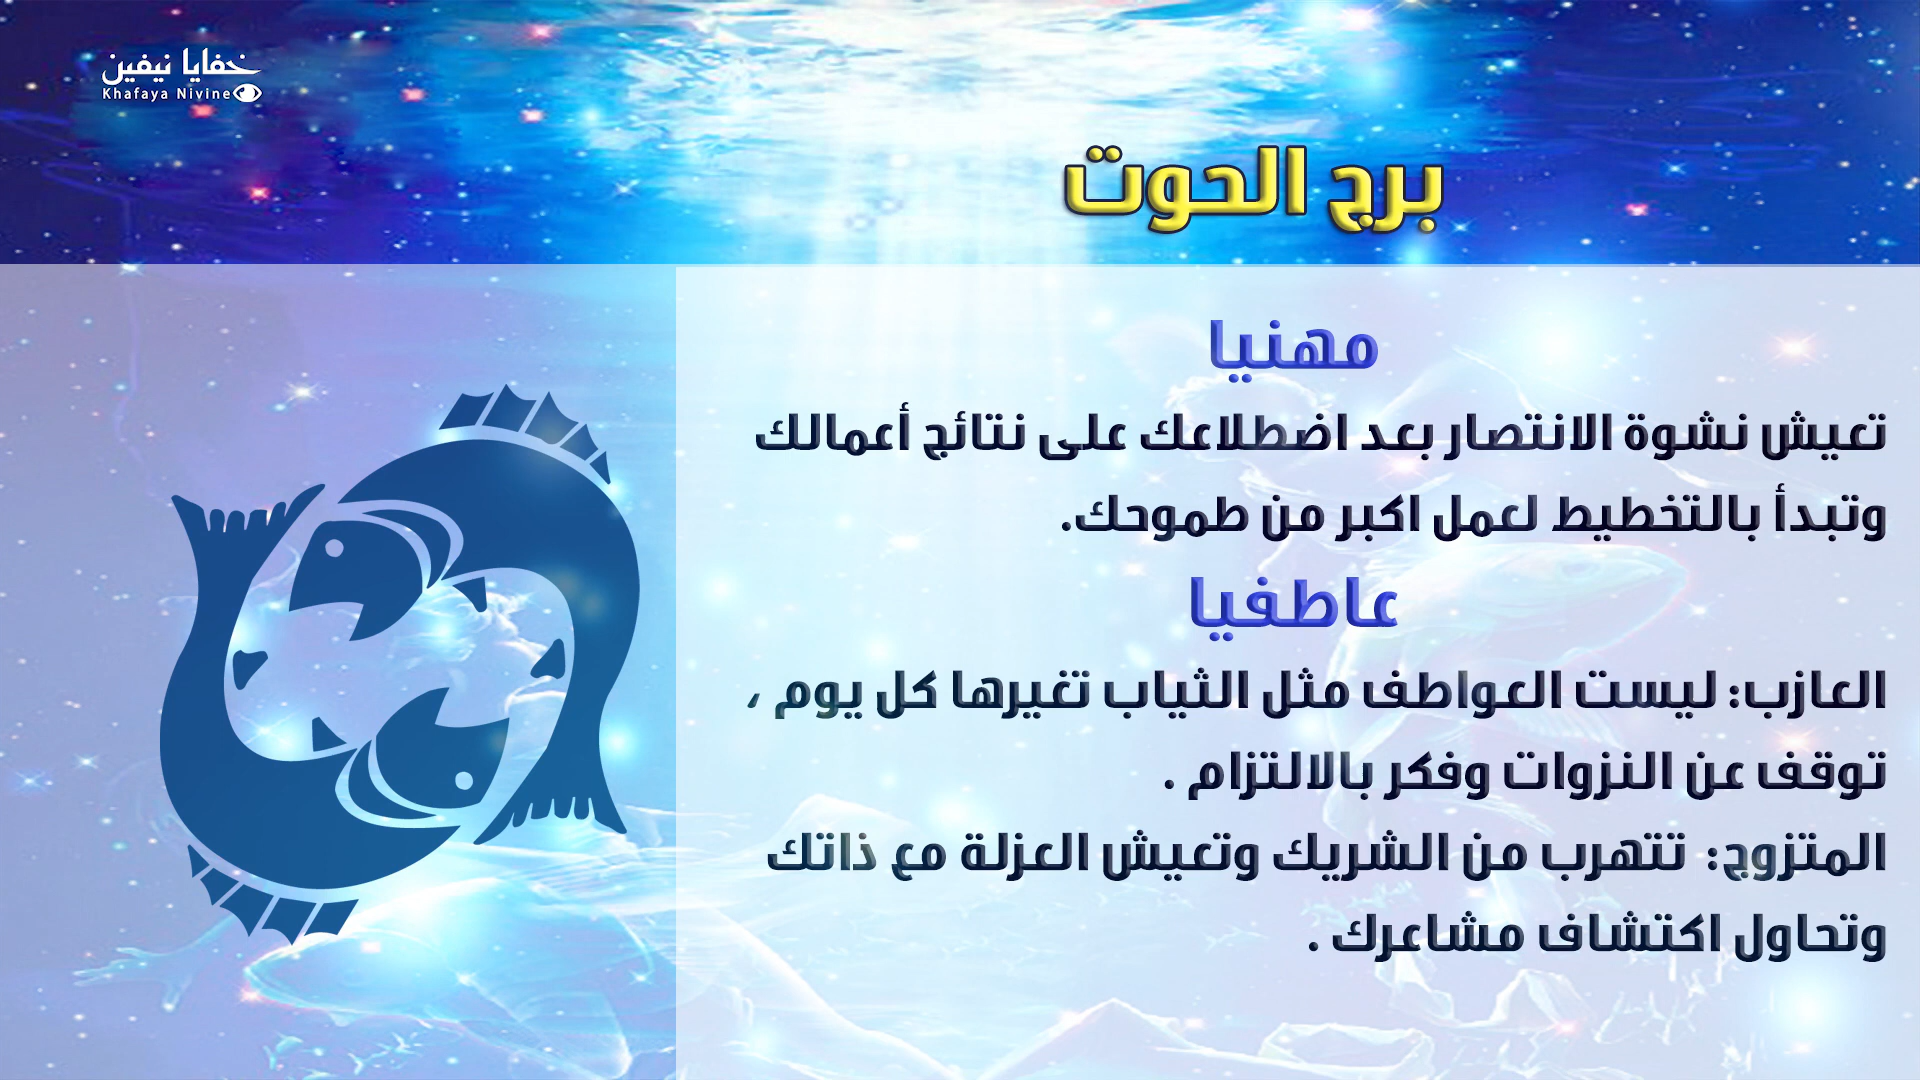 خفايا نيفين
Khafaya Nivine
برج الحوت
مهنيا
تعيش نشوة الانتصار بعد اضطلاعك على نتائج أعمالك
وتبدأ بالتخطيط لعمل اكبر من طموحك.
عاطفيا
العازب: ليست العواطف مثل الثياب تغيرها كل يوم ،
توقف عن النزوات وفكر بالالتزام .
المتزوج: تتهرب من الشريك وتعيش العزلة مع ذاتك
وتحاول اكتشاف مشاعرك .